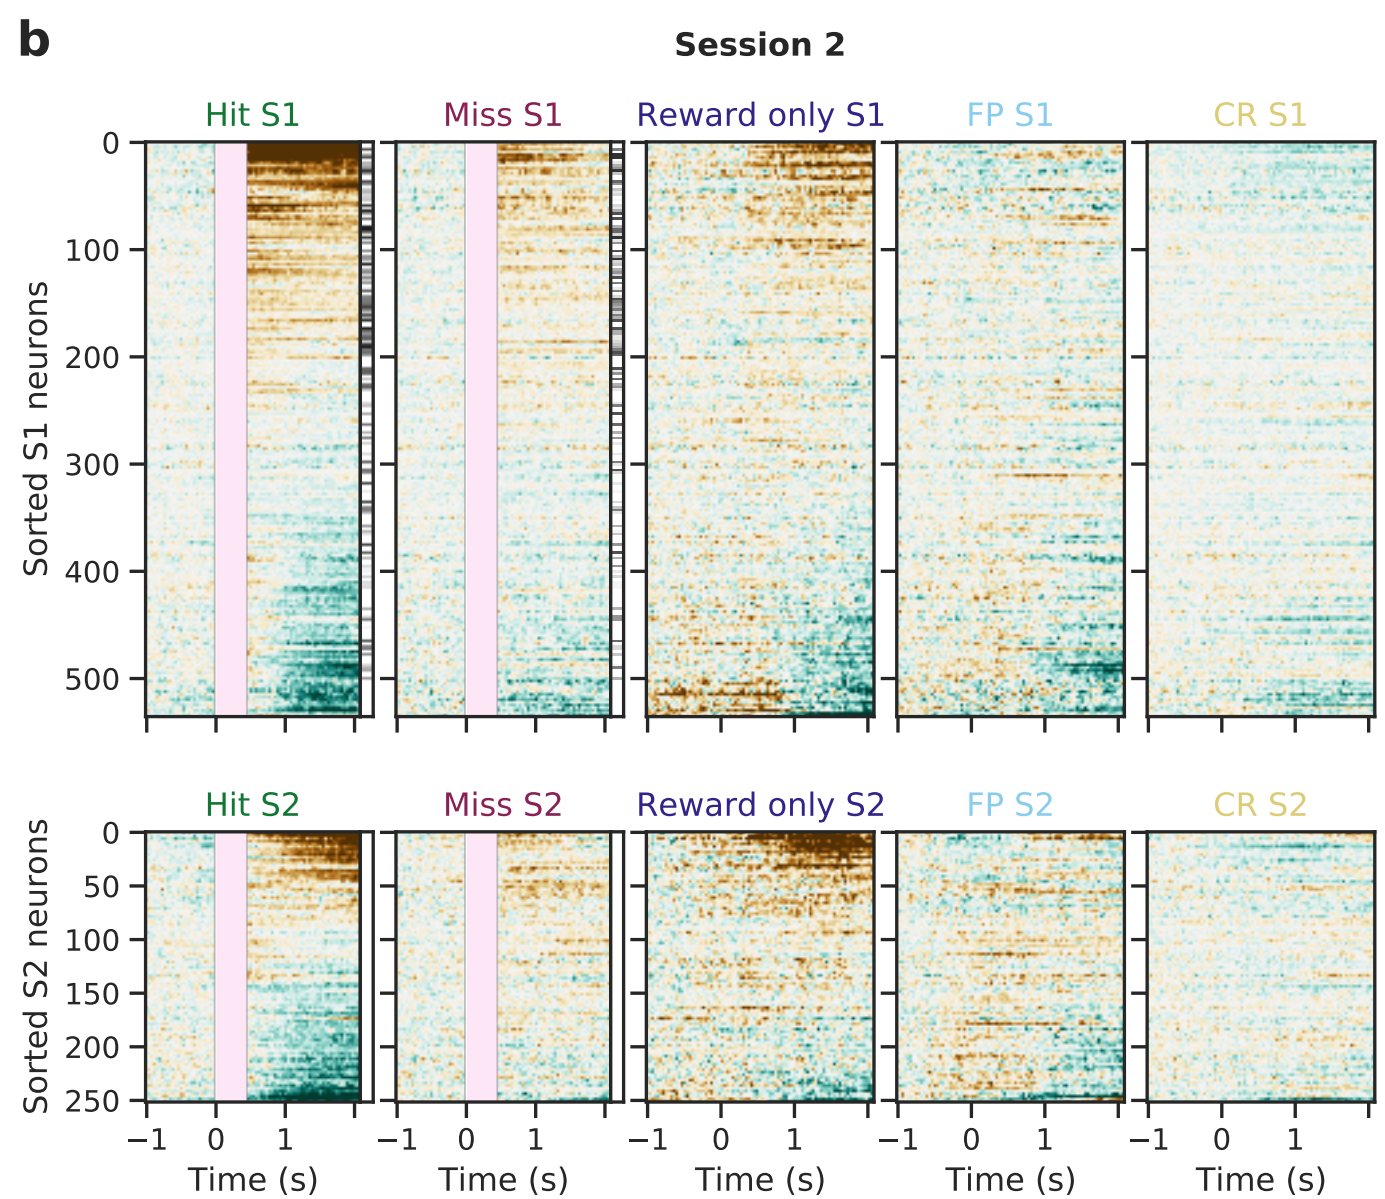 b
Session 2
Hit S1 Miss S1 Reward only S1 FP S1 CR S1
Sorted S1 neurons
0
100
200
300
400
500
Hit S2 Miss S2 Reward only S2 FP S2 CR S2
Sorted S2 neurons
0
50
100
150
200
250
−1 0 1 −1 0 1 −1 0 1 −1 0 1 −1 0 1
Time (s) Time (s) Time (s) Time (s) Time (s)